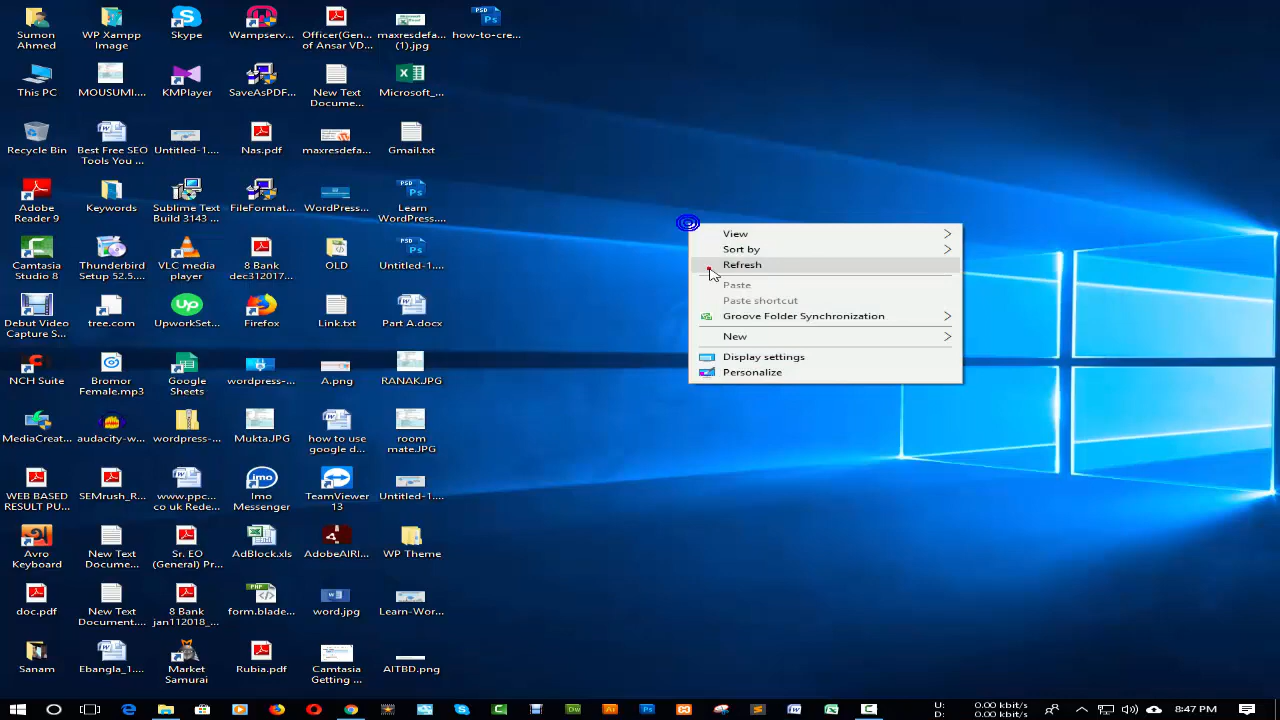 Sumon
Ahmed
WP Xampp
Image
Skype
Wampserv...
Officer(Gen...
of Ansar VD...
maxresdefa...
(1).jpg
how-to-cre...
This PC
MOUSUMI....
KMPlayer
SaveAsPDF...
New Text
Docume...
Microsoft_...
Recycle Bin
Best Free SEO
Tools You ...
Untitled-1....
Nas.pdf
maxresdefa...
Gmail.txt
Adobe
Reader 9
Keywords
Sublime Text
Build 3143 ...
FileFormat...
WordPress...
Learn
WordPress....
Camtasia
Studio 8
Thunderbird
Setup 52.5....
VLC media
player
8 Bank
dec312017...
OLD
Untitled-1....
Debut Video
Capture S...
tree.com
UpworkSet...
Firefox
Link.txt
Part A.docx
NCH Suite
Bromor
Female.mp3
Google
Sheets
wordpress-...
A.png
RANAK.JPG
MediaCreat...
audacity-w...
wordpress-...
Mukta.JPG
how to use
google d...
room
mate.JPG
WEB BASED
RESULT PU...
SEMrush_R...
www.ppc...
co uk Rede...
Imo
Messenger
TeamViewer
13
Untitled-1....
Avro
Keyboard
New Text
Docume...
Sr. EO
(General) Pr...
AdBlock.xls
AdobeAIRI...
WP Theme
doc.pdf
New Text
Document....
8 Bank
jan112018_...
form.blade...
word.jpg
Learn-Wor...
Sanam
Ebangla_1....
Market
Samurai
Rubia.pdf
Camtasia
Getting ...
AITBD.png
View
Sort by
Refresh
Paste
Paste shortcut
Groove Folder Synchronization
New
Display settings
Personalize
U: 0.00 kbit/s
D: 0.00 kbit/s
8:47 PM